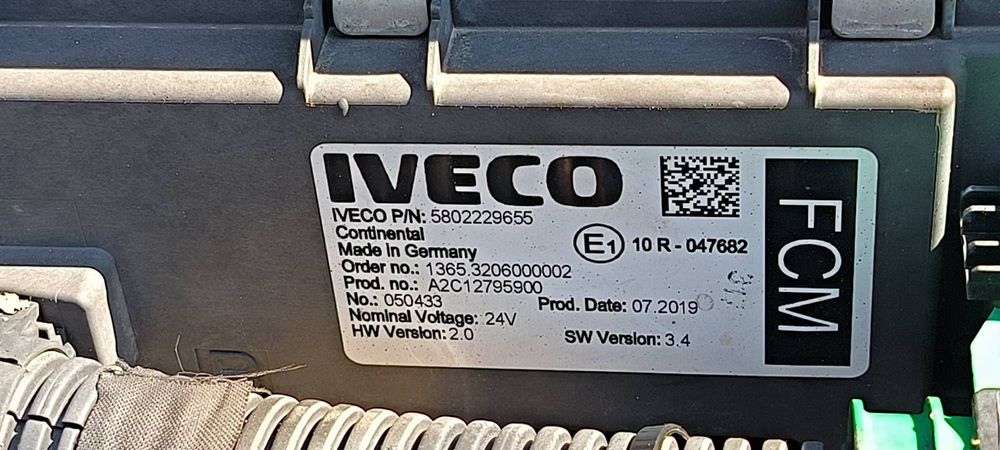 IVECO
IVECO P/N: 5802229655
Continental
Made in Germany
E1 10 R - 047682
Order no.: 1365.3206000002
Prod. no.: A2C12795900
No.: 050433 Prod. Date: 07.2019
Nominal Voltage: 24V
HW Version: 2.0 SW Version: 3.4
FCM